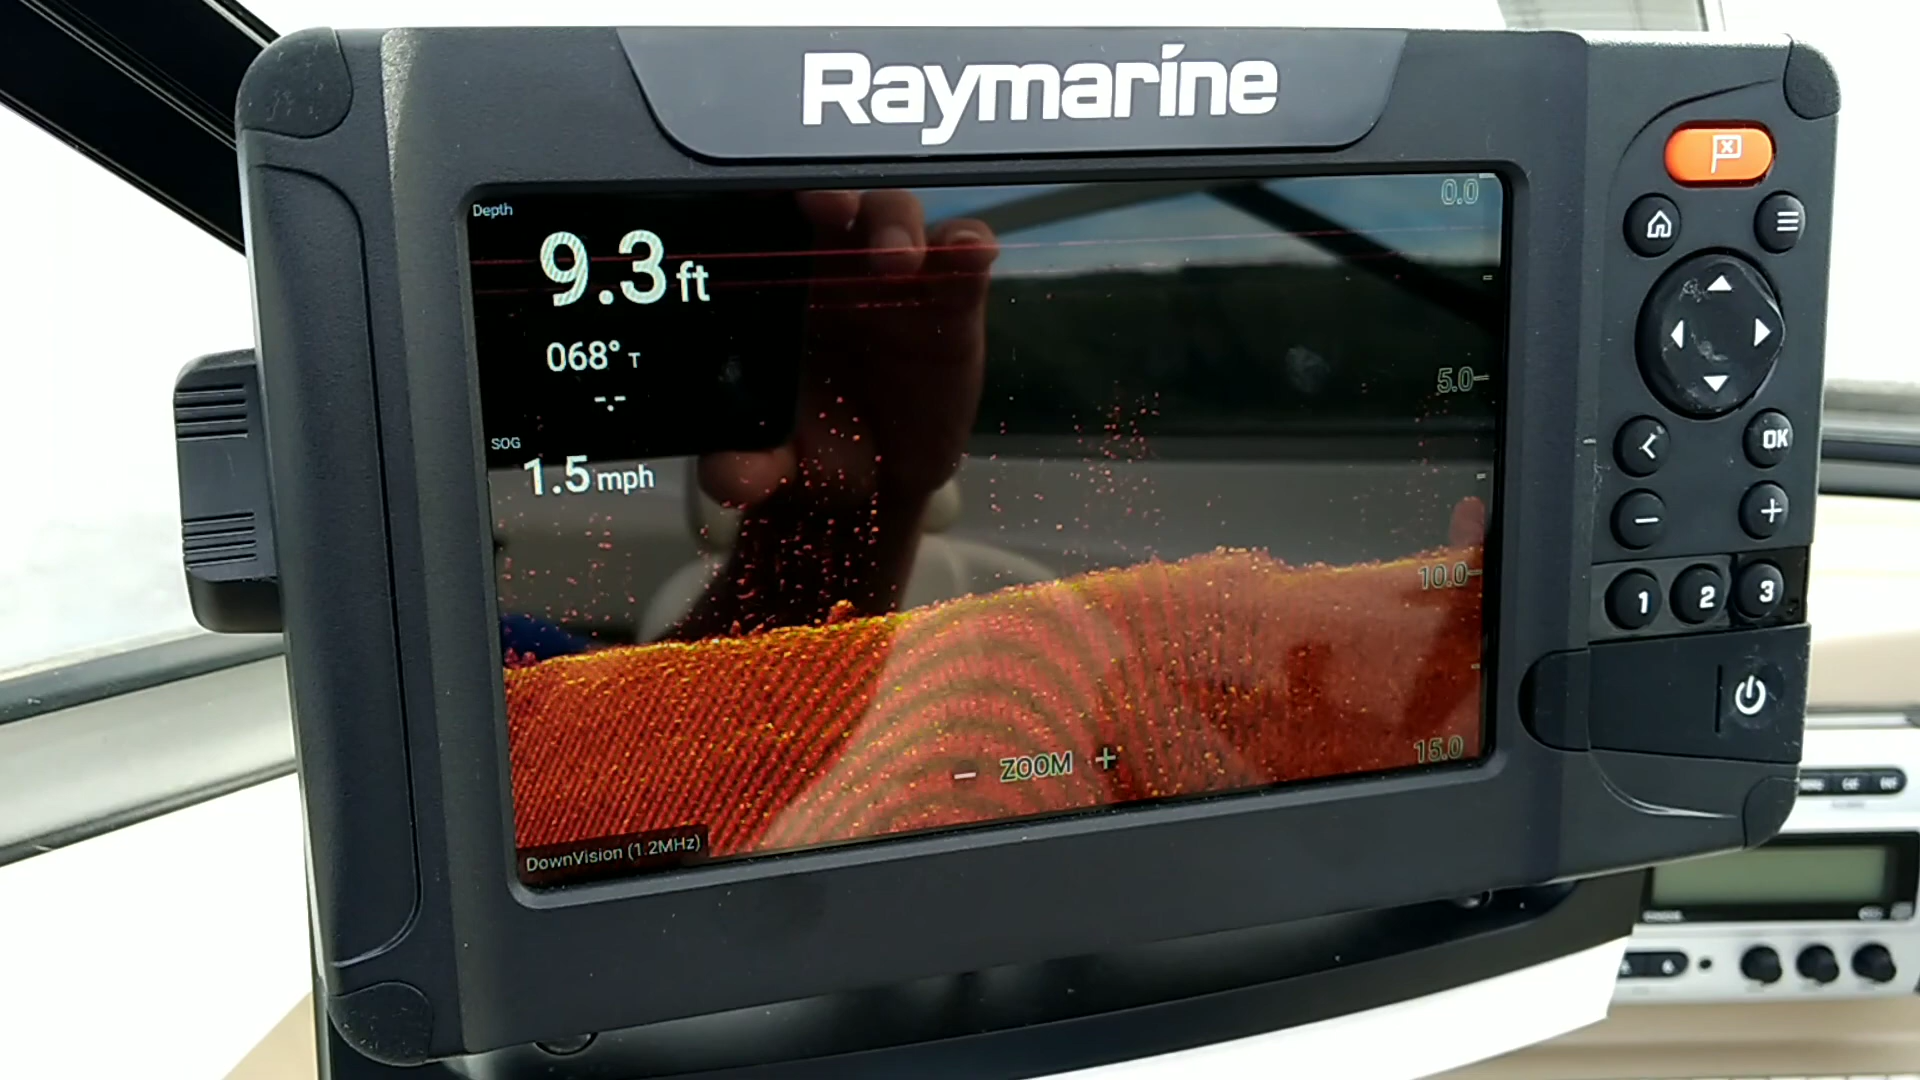 Raymarine
Depth
9.3 ft
068° T
-.-
SOG
1.5 mph
0.0
5.0
10.0
15.0
− ZOOM +
DownVision (1.2MHz)
X
OK
− +
1 2 3